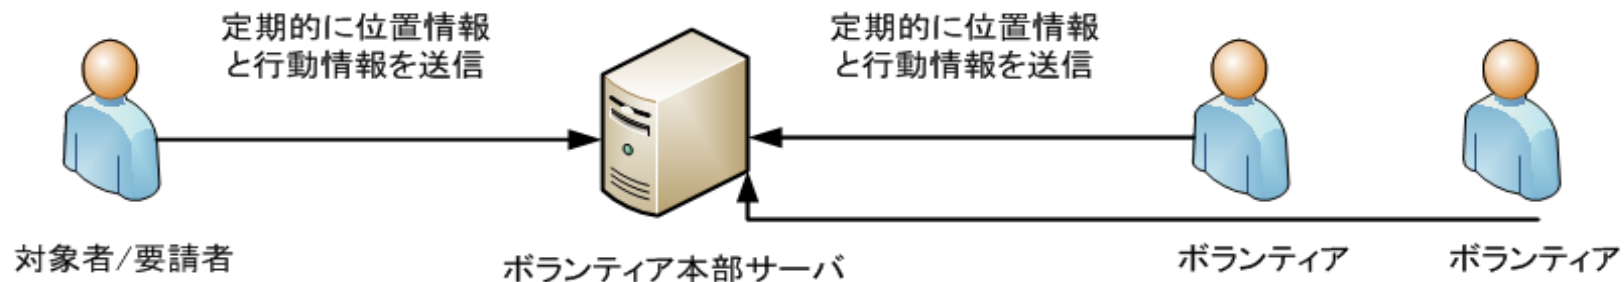 定期的に位置情報
と行動情報を送信
定期的に位置情報
と行動情報を送信
対象者/要請者
ボランティア本部サーバ
ボランティア
ボランティア